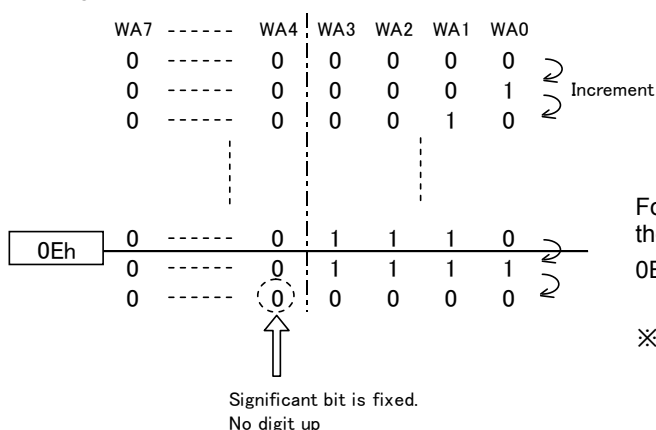 WA7 ------ WA4 WA3 WA2 WA1 WA0
0 ------ 0 0 0 0 0
0 ------ 0 0 0 0 1
Increment
0 ------ 0 0 0 1 0
0Eh
0 ------ 0 1 1 1 0
0 ------ 0 1 1 1 1
0 ------ 0 0 0 0 0
Significant bit is fixed.
No digit up
Fo
th
0E
※